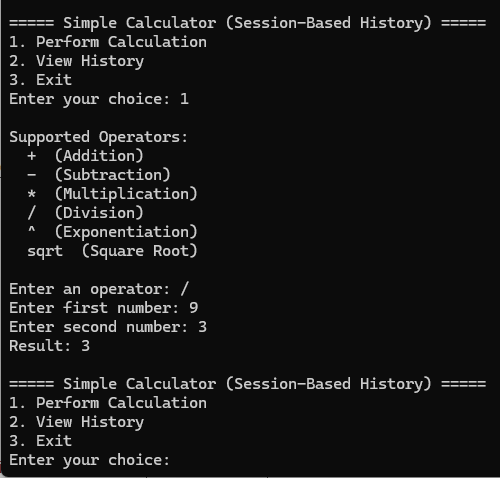 ===== Simple Calculator (Session-Based History) =====
1. Perform Calculation
2. View History
3. Exit
Enter your choice: 1
Supported Operators:
+ (Addition)
- (Subtraction)
* (Multiplication)
/ (Division)
^ (Exponentiation)
sqrt (Square Root)
Enter an operator: /
Enter first number: 9
Enter second number: 3
Result: 3
===== Simple Calculator (Session-Based History) =====
1. Perform Calculation
2. View History
3. Exit
Enter your choice: